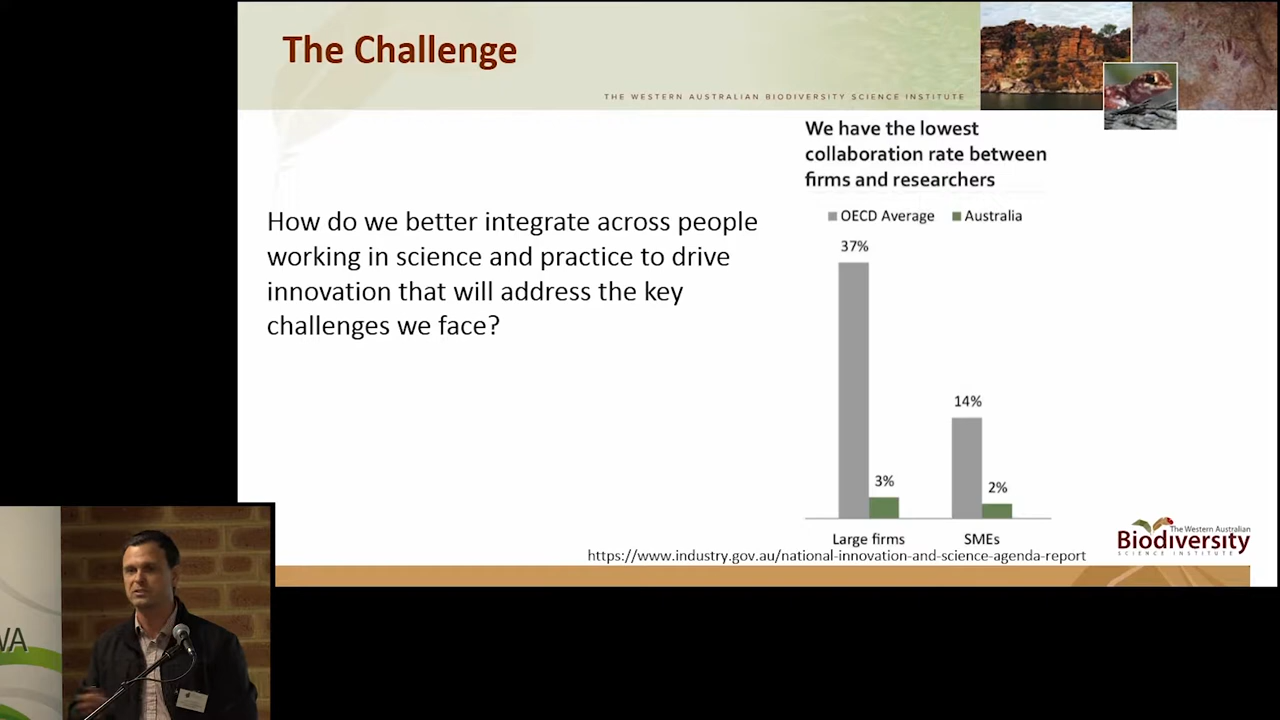 The Challenge
THE WESTERN AUSTRALIAN BIODIVERSITY SCIENCE INSTITUTE
How do we better integrate across people
working in science and practice to drive
innovation that will address the key
challenges we face?
We have the lowest
collaboration rate between
firms and researchers
OECD Average Australia
37%
3%
14%
2%
Large firms SMEs
https://www.industry.gov.au/national-innovation-and-science-agenda-report
The Western Australian
Biodiversity
SCIENCE INSTITUTE
WA